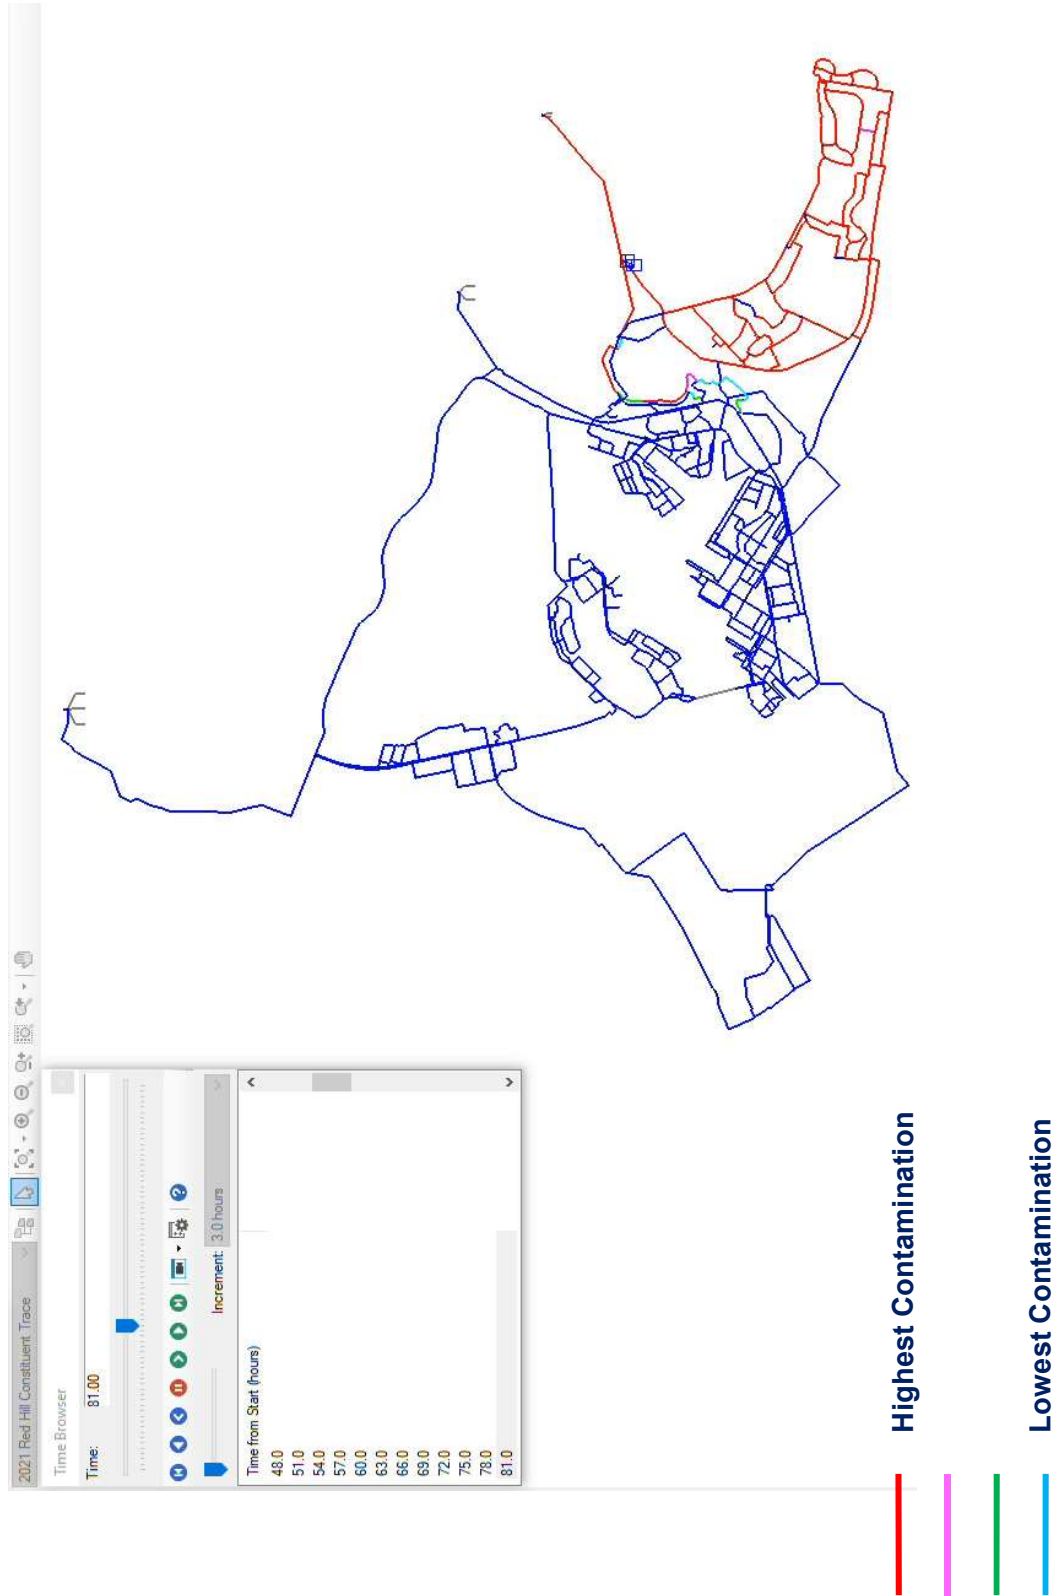 2021 Red Hill Constituent Trace
Time Browser
Time:
81.00
Increment:
3.0 hours
Time from Start (hours)
48.0
51.0
54.0
57.0
60.0
63.0
66.0
69.0
72.0
75.0
78.0
81.0
Highest Contamination
Lowest Contamination